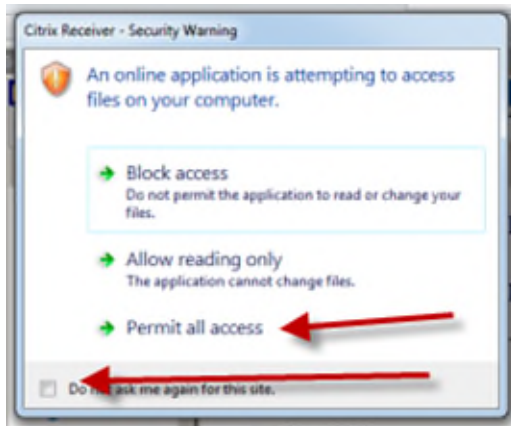 Citrix Receiver - Security Warning
An online application is attempting to access
files on your computer.
Block access
Do not permit the application to read or change your
files.
Allow reading only
The application cannot change files.
Permit all access
Do not ask me again for this site.